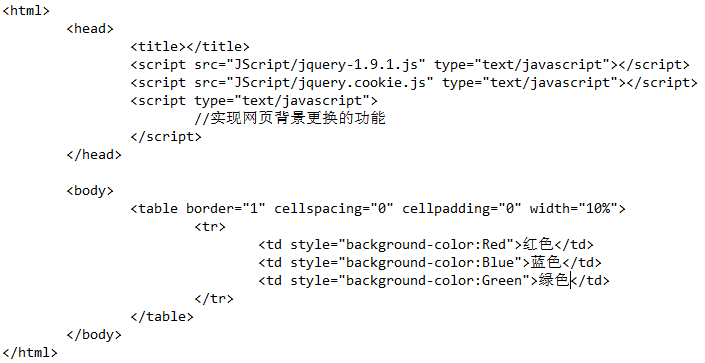 <html>
<head>
<title></title>
<script src="JScript/jquery-1.9.1.js" type="text/javascript"></script>
<script src="JScript/jquery.cookie.js" type="text/javascript"></script>
<script type="text/javascript">
//实现网页背景更换的功能
</script>
</head>
<body>
<table border="1" cellspacing="0" cellpadding="0" width="10%">
<tr>
<td style="background-color:Red">红色</td>
<td style="background-color:Blue">蓝色</td>
<td style="background-color:Green">绿色</td>
</tr>
</table>
</body>
</html>